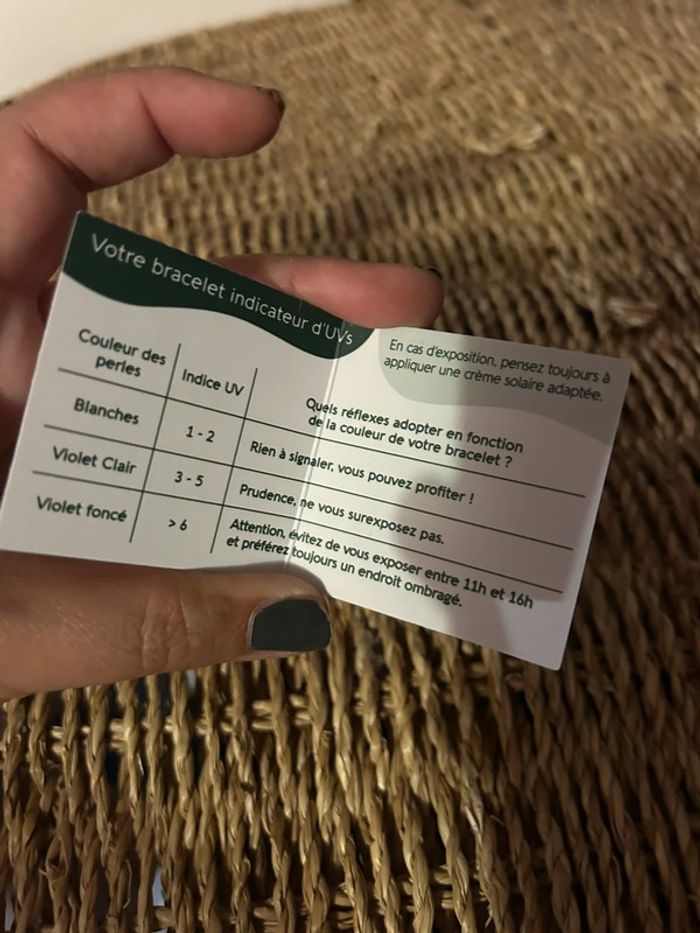 Votre bracelet indicateur d'UVs
En cas d'exposition, pensez toujours à
appliquer une crème solaire adaptée.
Couleur des
perles
Indice UV
Quels réflexes adopter en fonction
de la couleur de votre bracelet ?
Blanches
1 - 2
Rien à signaler, vous pouvez profiter !
Violet Clair
3 - 5
Prudence, ne vous surexposez pas.
Violet foncé
> 6
Attention, évitez de vous exposer entre 11h et 16h
et préférez toujours un endroit ombragé.